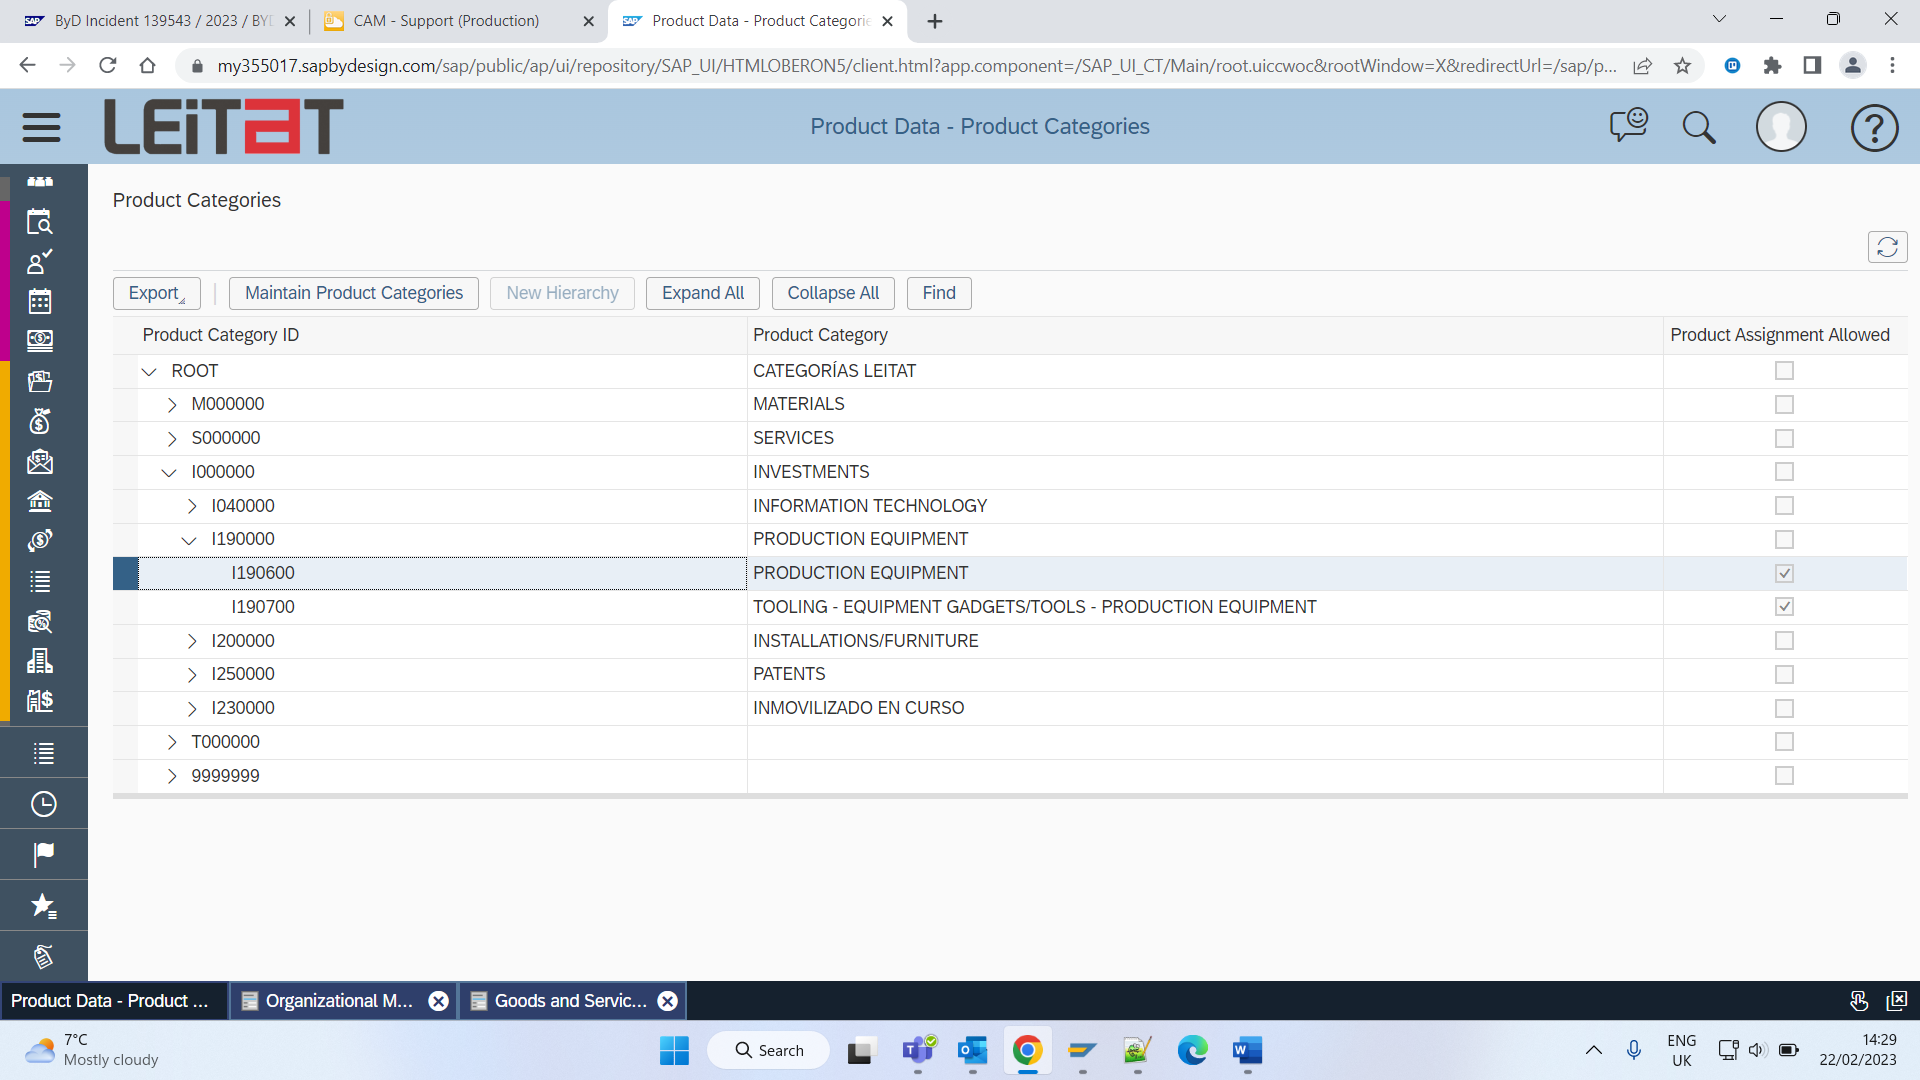 ByD Incident 139543 / 2023 / BYD
CAM - Support (Production)
Product Data - Product Categorie
my355017.sapbydesign.com/sap/public/ap/ui/repository/SAP_UI/HTMLOBERON5/client.html?app.component=/SAP_UI_CT/Main/root.uiccwoc&rootWindow=X&redirectUrl=/sap/p...
LEiTAT
Product Data - Product Categories
Product Categories
Export
Maintain Product Categories
New Hierarchy
Expand All
Collapse All
Find
Product Category ID Product Category Product Assignment Allowed
ROOT CATEGORÍAS LEITAT
M000000 MATERIALS
S000000 SERVICES
I000000 INVESTMENTS
I040000 INFORMATION TECHNOLOGY
I190000 PRODUCTION EQUIPMENT
I190600 PRODUCTION EQUIPMENT
I190700 TOOLING - EQUIPMENT GADGETS/TOOLS - PRODUCTION EQUIPMENT
I200000 INSTALLATIONS/FURNITURE
I250000 PATENTS
I230000 INMOVILIZADO EN CURSO
T000000
9999999
Product Data - Product ...
Organizational M...
Goods and Servic...
7°C
Mostly cloudy
Search
ENG
UK
14:29
22/02/2023